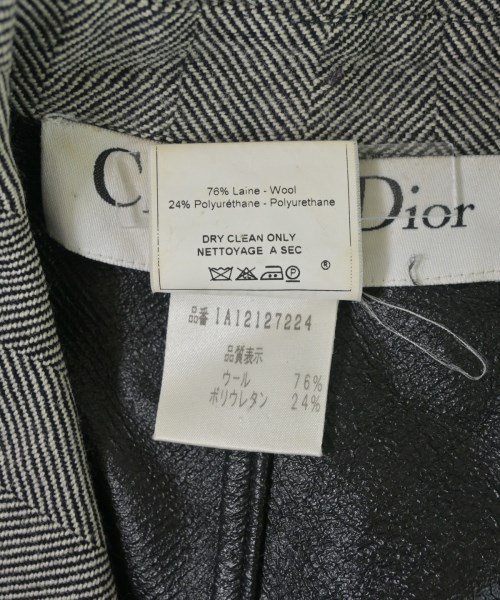 C Dior
76% Laine - Wool
24% Polyuréthane - Polyurethane
DRY CLEAN ONLY
NETTOYAGE A SEC
®
品番 1A12127224
品質表示
ウール 76%
ポリウレタン 24%